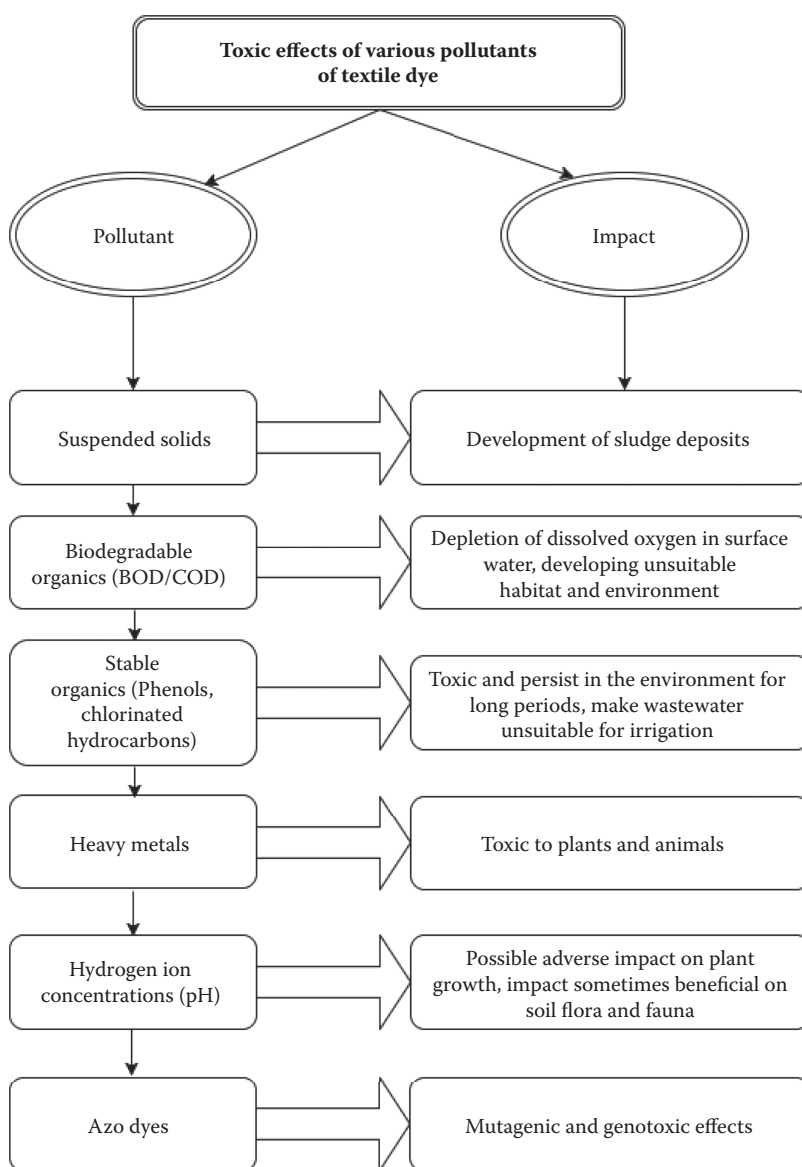 Toxic effects of various pollutants
of textile dye
Pollutant
Impact
Suspended solids
Development of sludge deposits
Biodegradable
organics (BOD/COD)
Depletion of dissolved oxygen in surface
water, developing unsuitable
habitat and environment
Stable
organics (Phenols,
chlorinated
hydrocarbons)
Toxic and persist in the environment for
long periods, make wastewater
unsuitable for irrigation
Heavy metals
Toxic to plants and animals
Hydrogen ion
concentrations (pH)
Possible adverse impact on plant
growth, impact sometimes beneficial on
soil flora and fauna
Azo dyes
Mutagenic and genotoxic effects